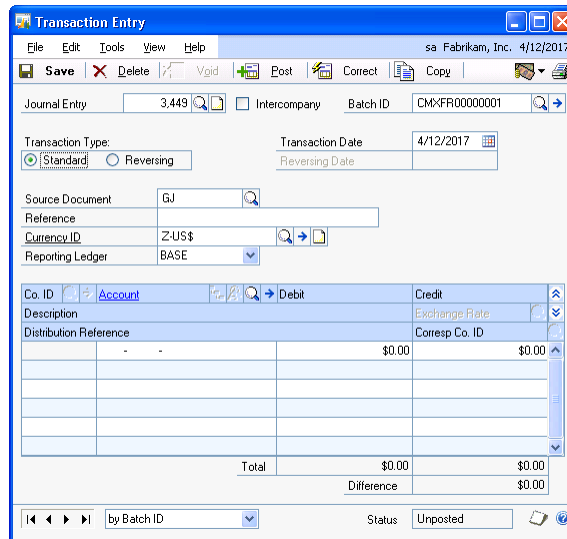 Transaction Entry
File Edit Tools View Help sa Fabrikam, Inc. 4/12/2017
Save Delete Void Post Correct Copy
Journal Entry 3,449 Intercompany Batch ID CMXFR00000001
Transaction Type: Transaction Date 4/12/2017
Standard Reversing Reversing Date
Source Document GJ
Reference
Currency ID Z-US$
Reporting Ledger BASE
Co. ID Account Debit Credit
Description Exchange Rate
Distribution Reference Corresp Co. ID
- - $0.00 $0.00
Total $0.00 $0.00
Difference $0.00
by Batch ID Status Unposted